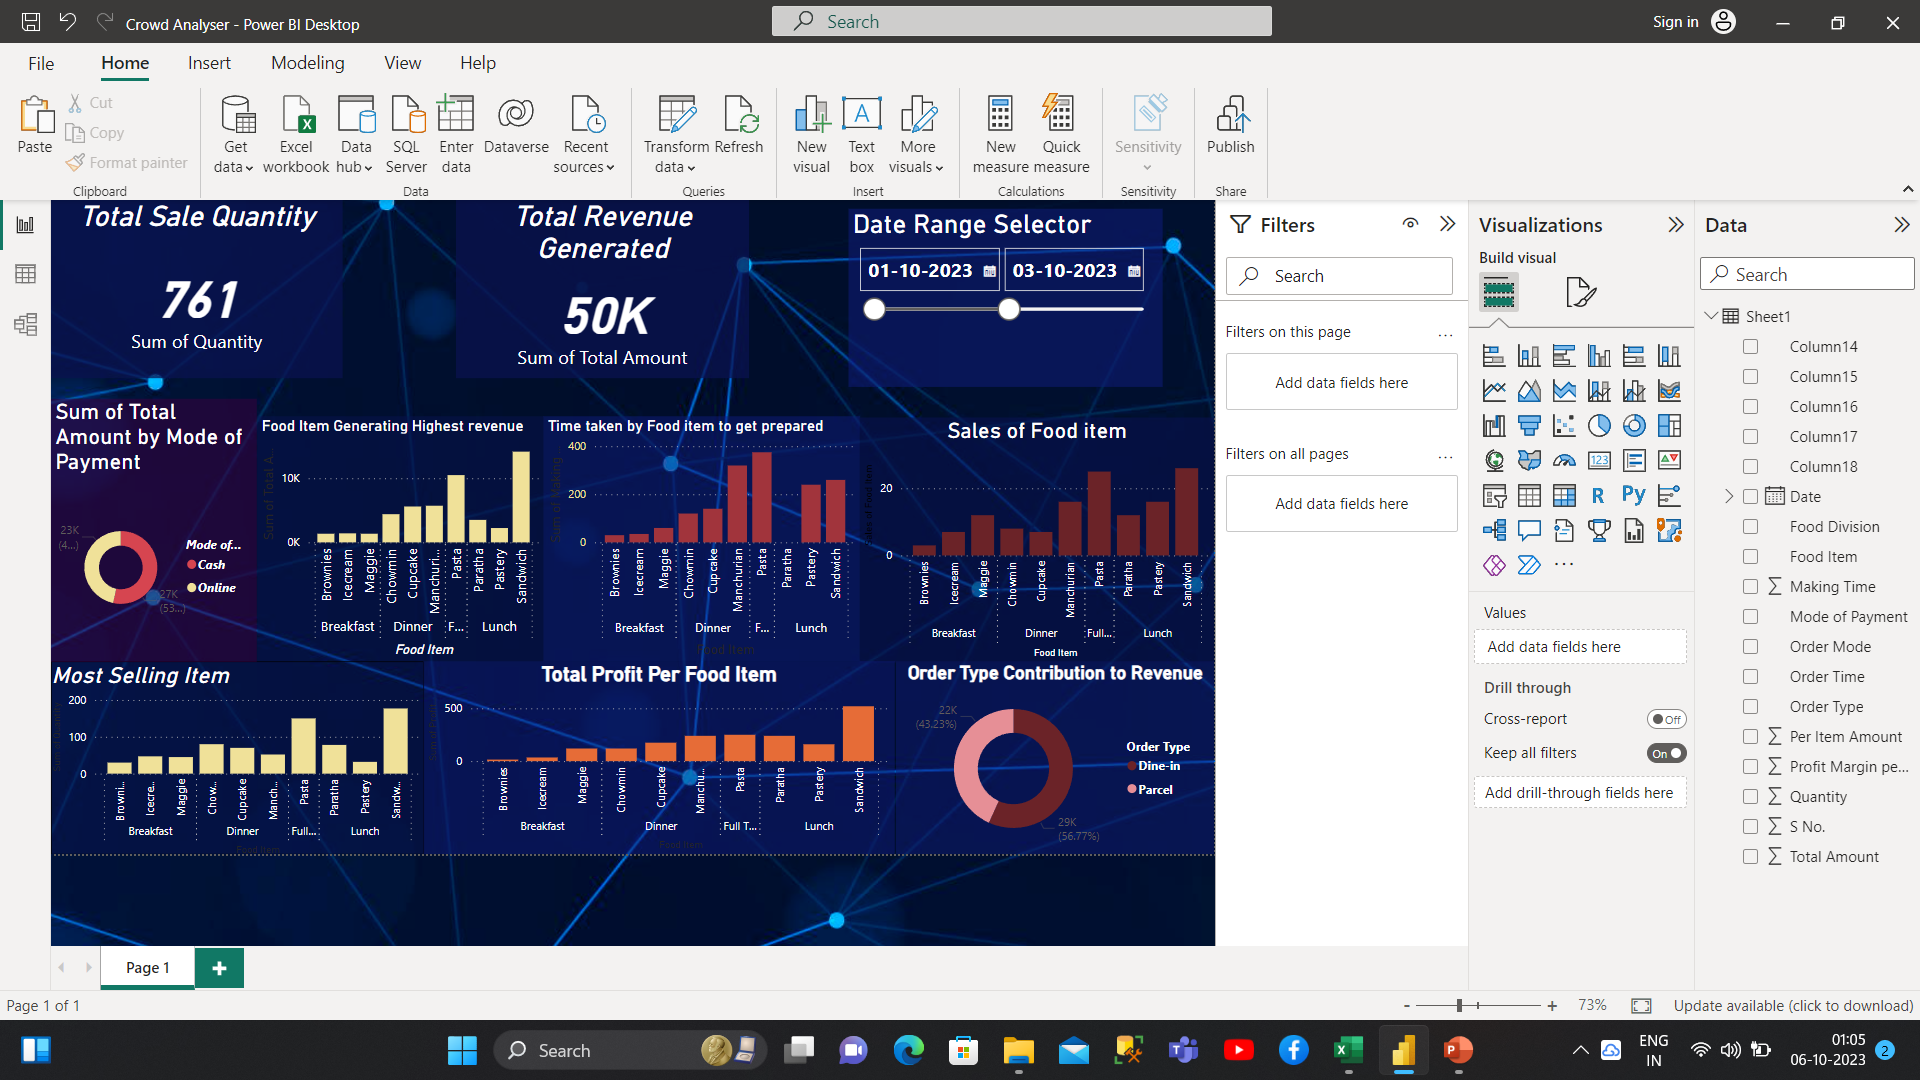 Crowd Analyser - Power BI Desktop
Search
Sign in
File
Home
Insert
Modeling
View
Help
Paste
Cut
Copy
Format painter
Clipboard
Get data
Excel workbook
Data hub
SQL Server
Enter data
Dataverse
Recent sources
Data
Transform data
Refresh
Queries
New visual
Text box
More visuals
Insert
New measure
Quick measure
Calculations
Sensitivity
Sensitivity
Publish
Share
Total Sale Quantity
761
Sum of Quantity
Total Revenue
Generated
50K
Sum of Total Amount
Date Range Selector
01-10-2023
03-10-2023
Sum of Total
Amount by Mode of
Payment
23K
(4...)
27K
(53...)
Mode of...
Cash
Online
Food Item Generating Highest revenue
Sum of Total A...
10K
0K
Brownies
Icecream
Maggie
Chowmin
Cupcake
Manchuri...
Pasta
Paratha
Pastery
Sandwich
Breakfast
Dinner
F...
Lunch
Food Item
Time taken by Food item to get prepared
Sum of Making
400
200
0
Brownies
Icecream
Maggie
Chowmin
Cupcake
Manchurian
Pasta
Paratha
Pastery
Sandwich
Breakfast
Dinner
F...
Lunch
Food Item
Sales of Food item
20
0
Brownies
Icecream
Maggie
Chowmin
Cupcake
Manchurian
Pasta
Paratha
Pastery
Sandwich
Breakfast
Dinner
Full...
Lunch
Food Item
Most Selling Item
200
100
0
Browni...
Icecre...
Maggie
Chow...
Cupcake
Manch...
Pasta
Paratha
Pastery
Sandw...
Breakfast
Dinner
Full...
Lunch
Food Item
Total Profit Per Food Item
500
0
Brownies
Icecream
Maggie
Chowmin
Cupcake
Manchu...
Pasta
Paratha
Pastery
Sandwich
Breakfast
Dinner
Full T...
Lunch
Food Item
Order Type Contribution to Revenue
22K
(43.23%)
29K
(56.77%)
Order Type
Dine-in
Parcel
Filters
Search
Filters on this page
...
Add data fields here
Filters on all pages
...
Add data fields here
Visualizations
Build visual
123
R
Py
...
Values
Add data fields here
Drill through
Cross-report
Off
Keep all filters
On
Add drill-through fields here
Data
Search
Sheet1
Column14
Column15
Column16
Column17
Column18
Date
Food Division
Food Item
Making Time
Mode of Payment
Order Mode
Order Time
Order Type
Per Item Amount
Profit Margin pe...
Quantity
S No.
Total Amount
Page 1
Page 1 of 1
73%
Update available (click to download)
Search
ENG
IN
01:05
06-10-2023
2